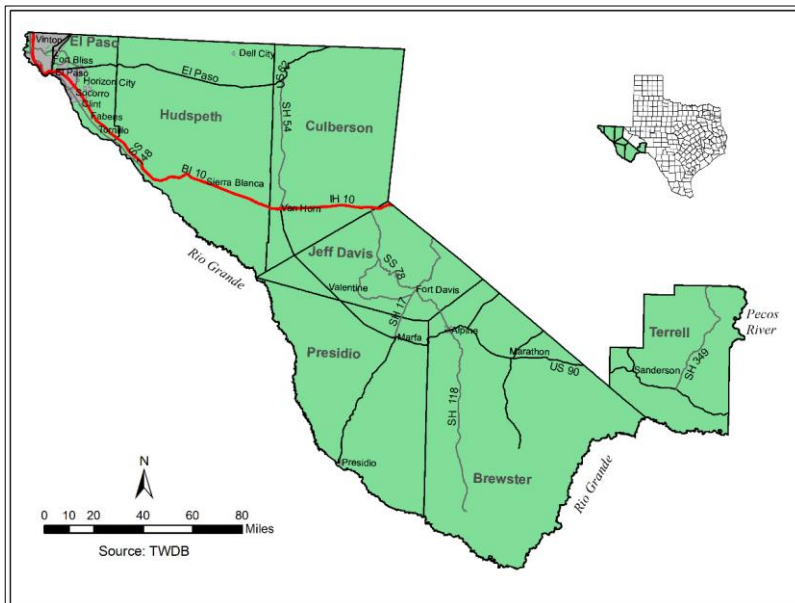 Vinton
El Paso
Fort Bliss
El Paso
Horizon City
Socorro
Clint
Fabens
Tornillo
Dell City
El Paso
US 62
SH 54
Hudspeth
Culberson
BI 10
Sierra Blanca
Van Horn
IH 10
Jeff Davis
SS 78
Rio Grande
Valentine
Fort Davis
SH 17
Presidio
Marfa
Alpine
Marathon
US 90
SH 118
Presidio
Brewster
Rio Grande
Terrell
Pecos
River
Sanderson
SH 349
N
0 10 20 40 60 80
Miles
Source: TWDB